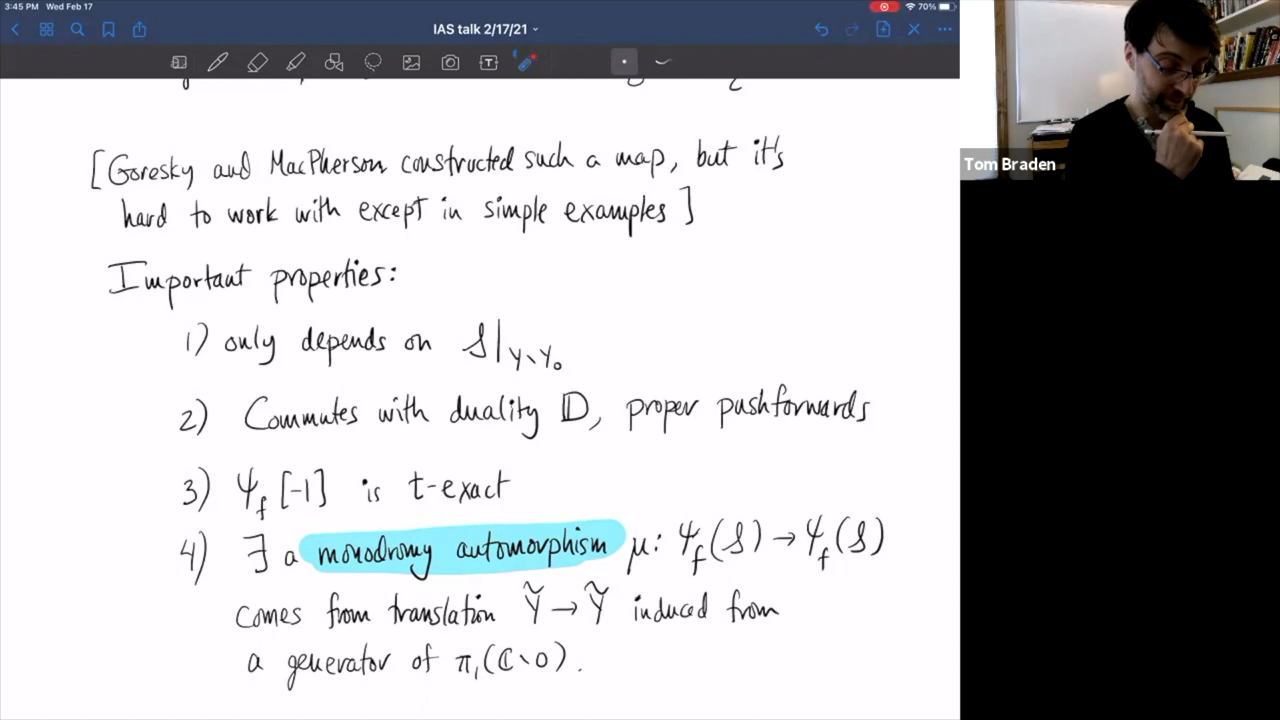 3:45 PM Wed Feb 17
70%
IAS talk 2/17/21
[Goresky and MacPherson constructed such a map, but it's
hard to work with except in simple examples]
Important properties:
1) only depends on S|_{Y∖Y₀}
2) Commutes with duality 𝔻, proper pushforwards
3) Ψ_f [-1] is t-exact
4) ∃ a monodromy automorphism μ: Ψ_f(S) → Ψ_f(S)
comes from translation Ỹ → Ỹ induced from
a generator of π₁(ℂ∖0).
Tom Braden